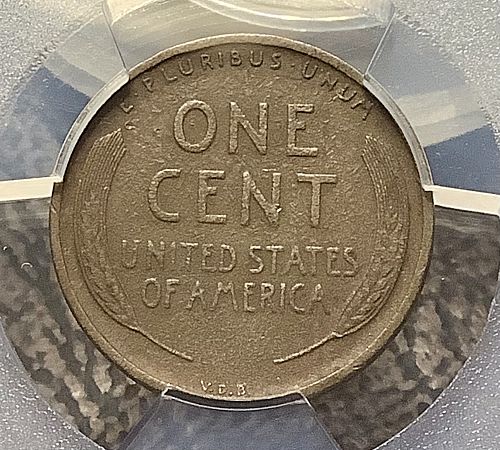 E PLURIBUS · UNUM
ONE
CENT
UNITED STATES
OF AMERICA
V.D.B.